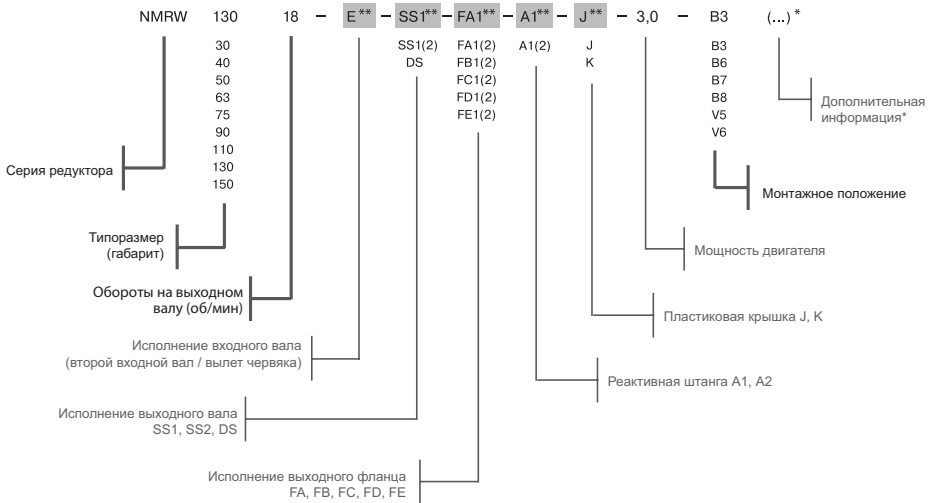 NMRW 130 18 – E** – SS1** – FA1** – A1** – J** – 3,0 – B3 (...)*
30 SS1(2) FA1(2) A1(2) J B3
40 DS FB1(2) K B6
50 FC1(2) B7
63 FD1(2) B8
75 FE1(2) V5
90 V6
110
130
150
Дополнительная
информация*
Серия редуктора
Монтажное положение
Типоразмер
(габарит)
Мощность двигателя
Обороты на выходном
валу (об/мин)
Пластиковая крышка J, K
Исполнение входного вала
(второй входной вал / вылет червяка)
Реактивная штанга A1, A2
Исполнение выходного вала
SS1, SS2, DS
Исполнение выходного фланца
FA, FB, FC, FD, FE